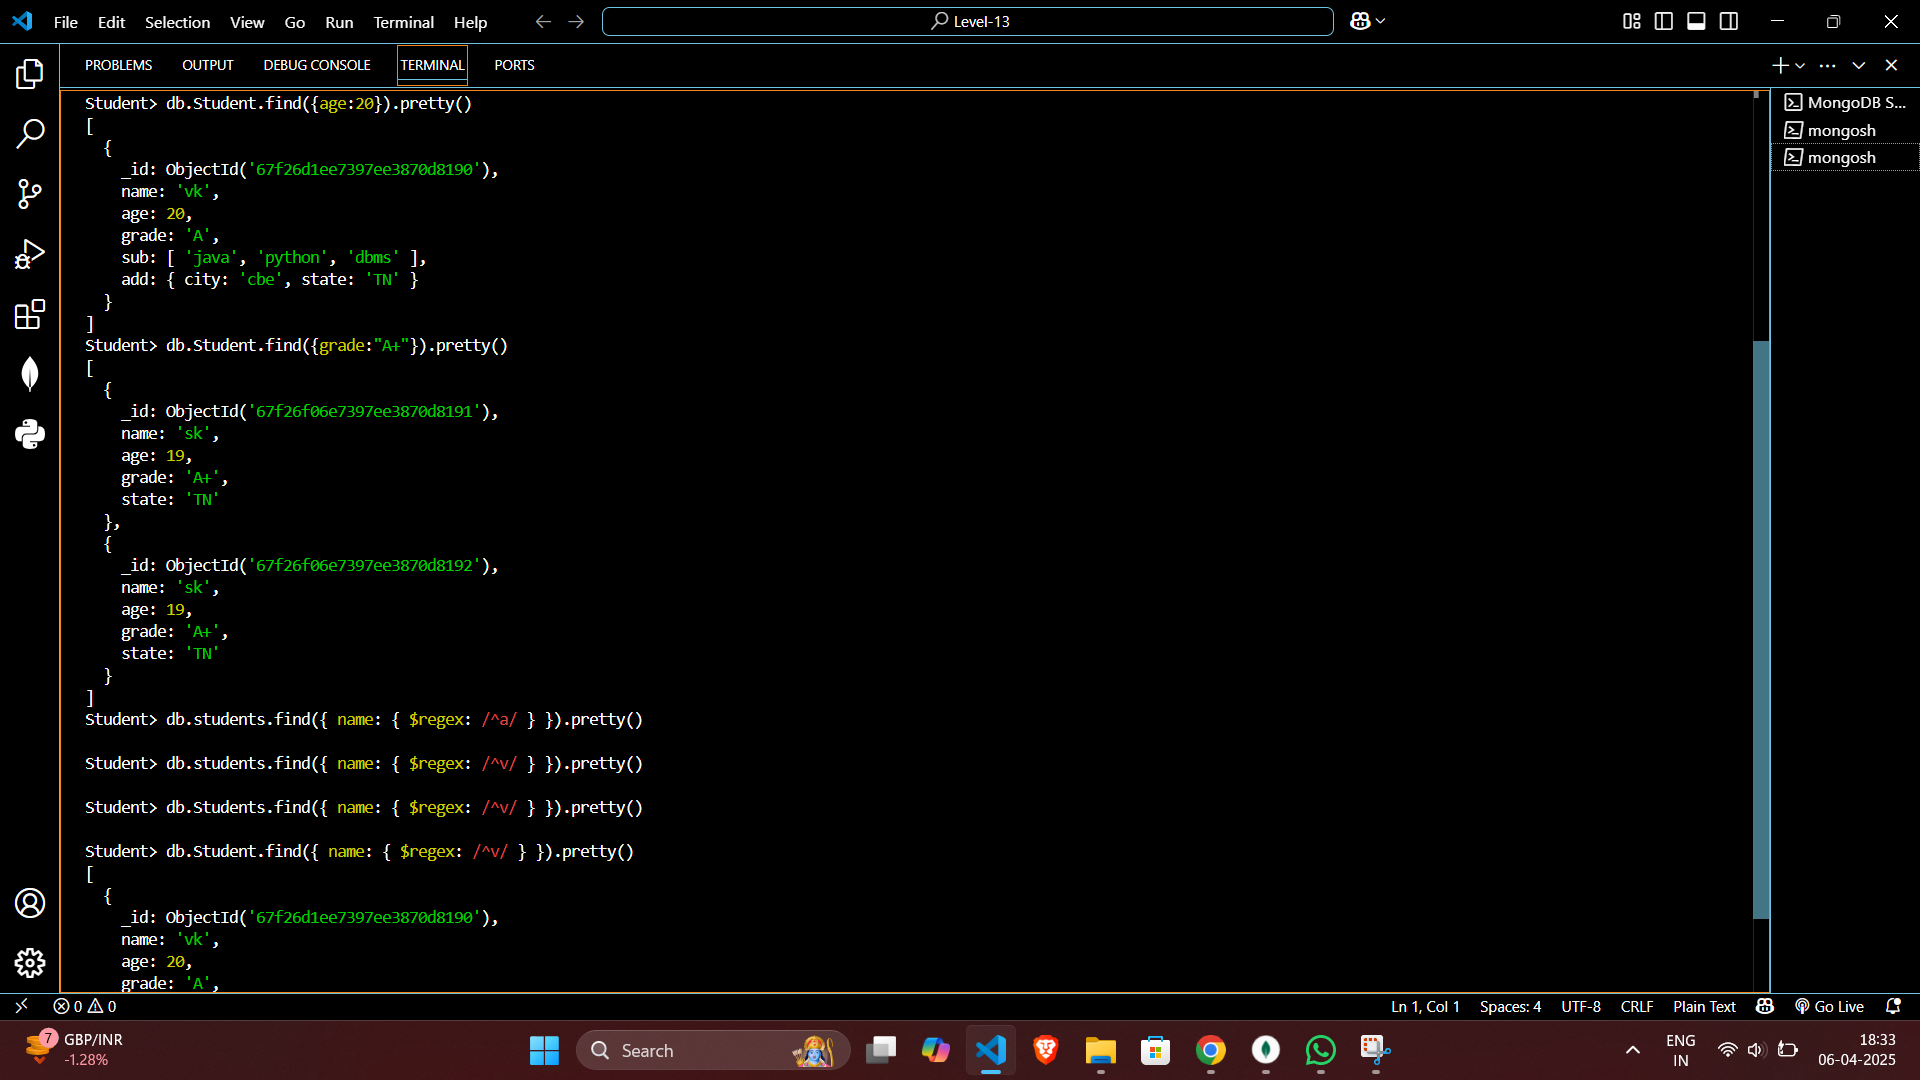 File Edit Selection View Go Run Terminal Help
Level-13
PROBLEMS OUTPUT DEBUG CONSOLE TERMINAL PORTS
Student> db.Student.find({age:20}).pretty()
[
  {
    _id: ObjectId('67f26d1ee7397ee3870d8190'),
    name: 'vk',
    age: 20,
    grade: 'A',
    sub: [ 'java', 'python', 'dbms' ],
    add: { city: 'cbe', state: 'TN' }
  }
]
Student> db.Student.find({grade:"A+"}).pretty()
[
  {
    _id: ObjectId('67f26f06e7397ee3870d8191'),
    name: 'sk',
    age: 19,
    grade: 'A+',
    state: 'TN'
  },
  {
    _id: ObjectId('67f26f06e7397ee3870d8192'),
    name: 'sk',
    age: 19,
    grade: 'A+',
    state: 'TN'
  }
]
Student> db.students.find({ name: { $regex: /^a/ } }).pretty()
Student> db.students.find({ name: { $regex: /^v/ } }).pretty()
Student> db.Students.find({ name: { $regex: /^v/ } }).pretty()
Student> db.Student.find({ name: { $regex: /^v/ } }).pretty()
[
  {
    _id: ObjectId('67f26d1ee7397ee3870d8190'),
    name: 'vk',
    age: 20,
    grade: 'A',
MongoDB S...
mongosh
mongosh
0 0
Ln 1, Col 1 Spaces: 4 UTF-8 CRLF Plain Text Go Live
7
GBP/INR
-1.28%
Search
ENG
IN
18:33
06-04-2025